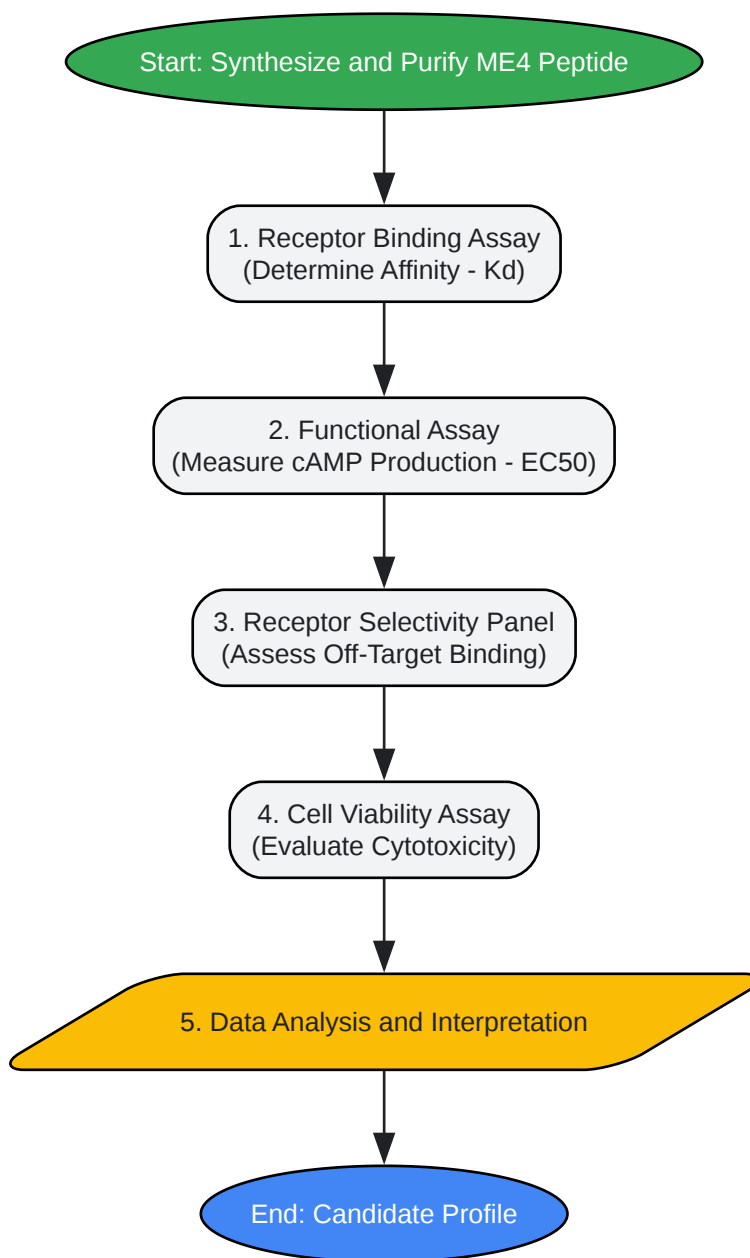 Start: Synthesize and Purify ME4 Peptide
1. Receptor Binding Assay
(Determine Affinity - Kd)
2. Functional Assay
(Measure cAMP Production - EC50)
3. Receptor Selectivity Panel
(Assess Off-Target Binding)
4. Cell Viability Assay
(Evaluate Cytotoxicity)
5. Data Analysis and Interpretation
End: Candidate Profile